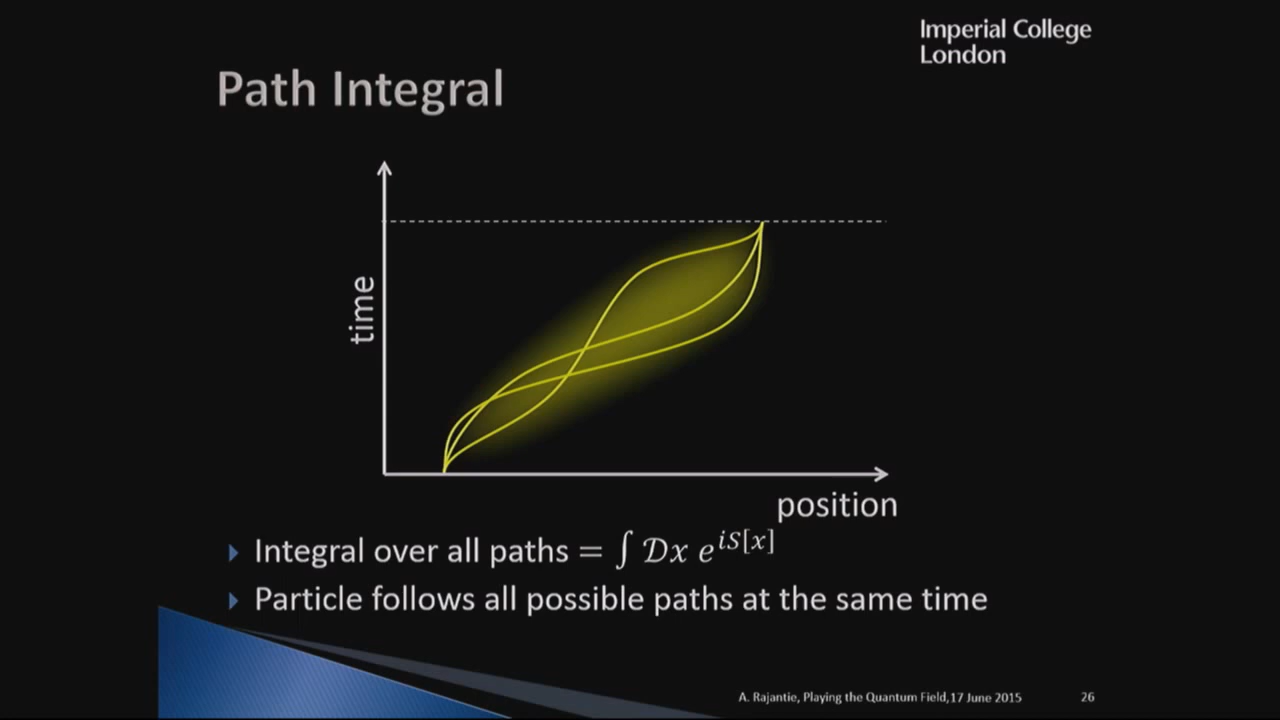 Imperial College
London
Path Integral
time
position
Integral over all paths = ∫ 𝒟x e^{iS[x]}
Particle follows all possible paths at the same time
A. Rajantie, Playing the Quantum Field,17 June 2015
26